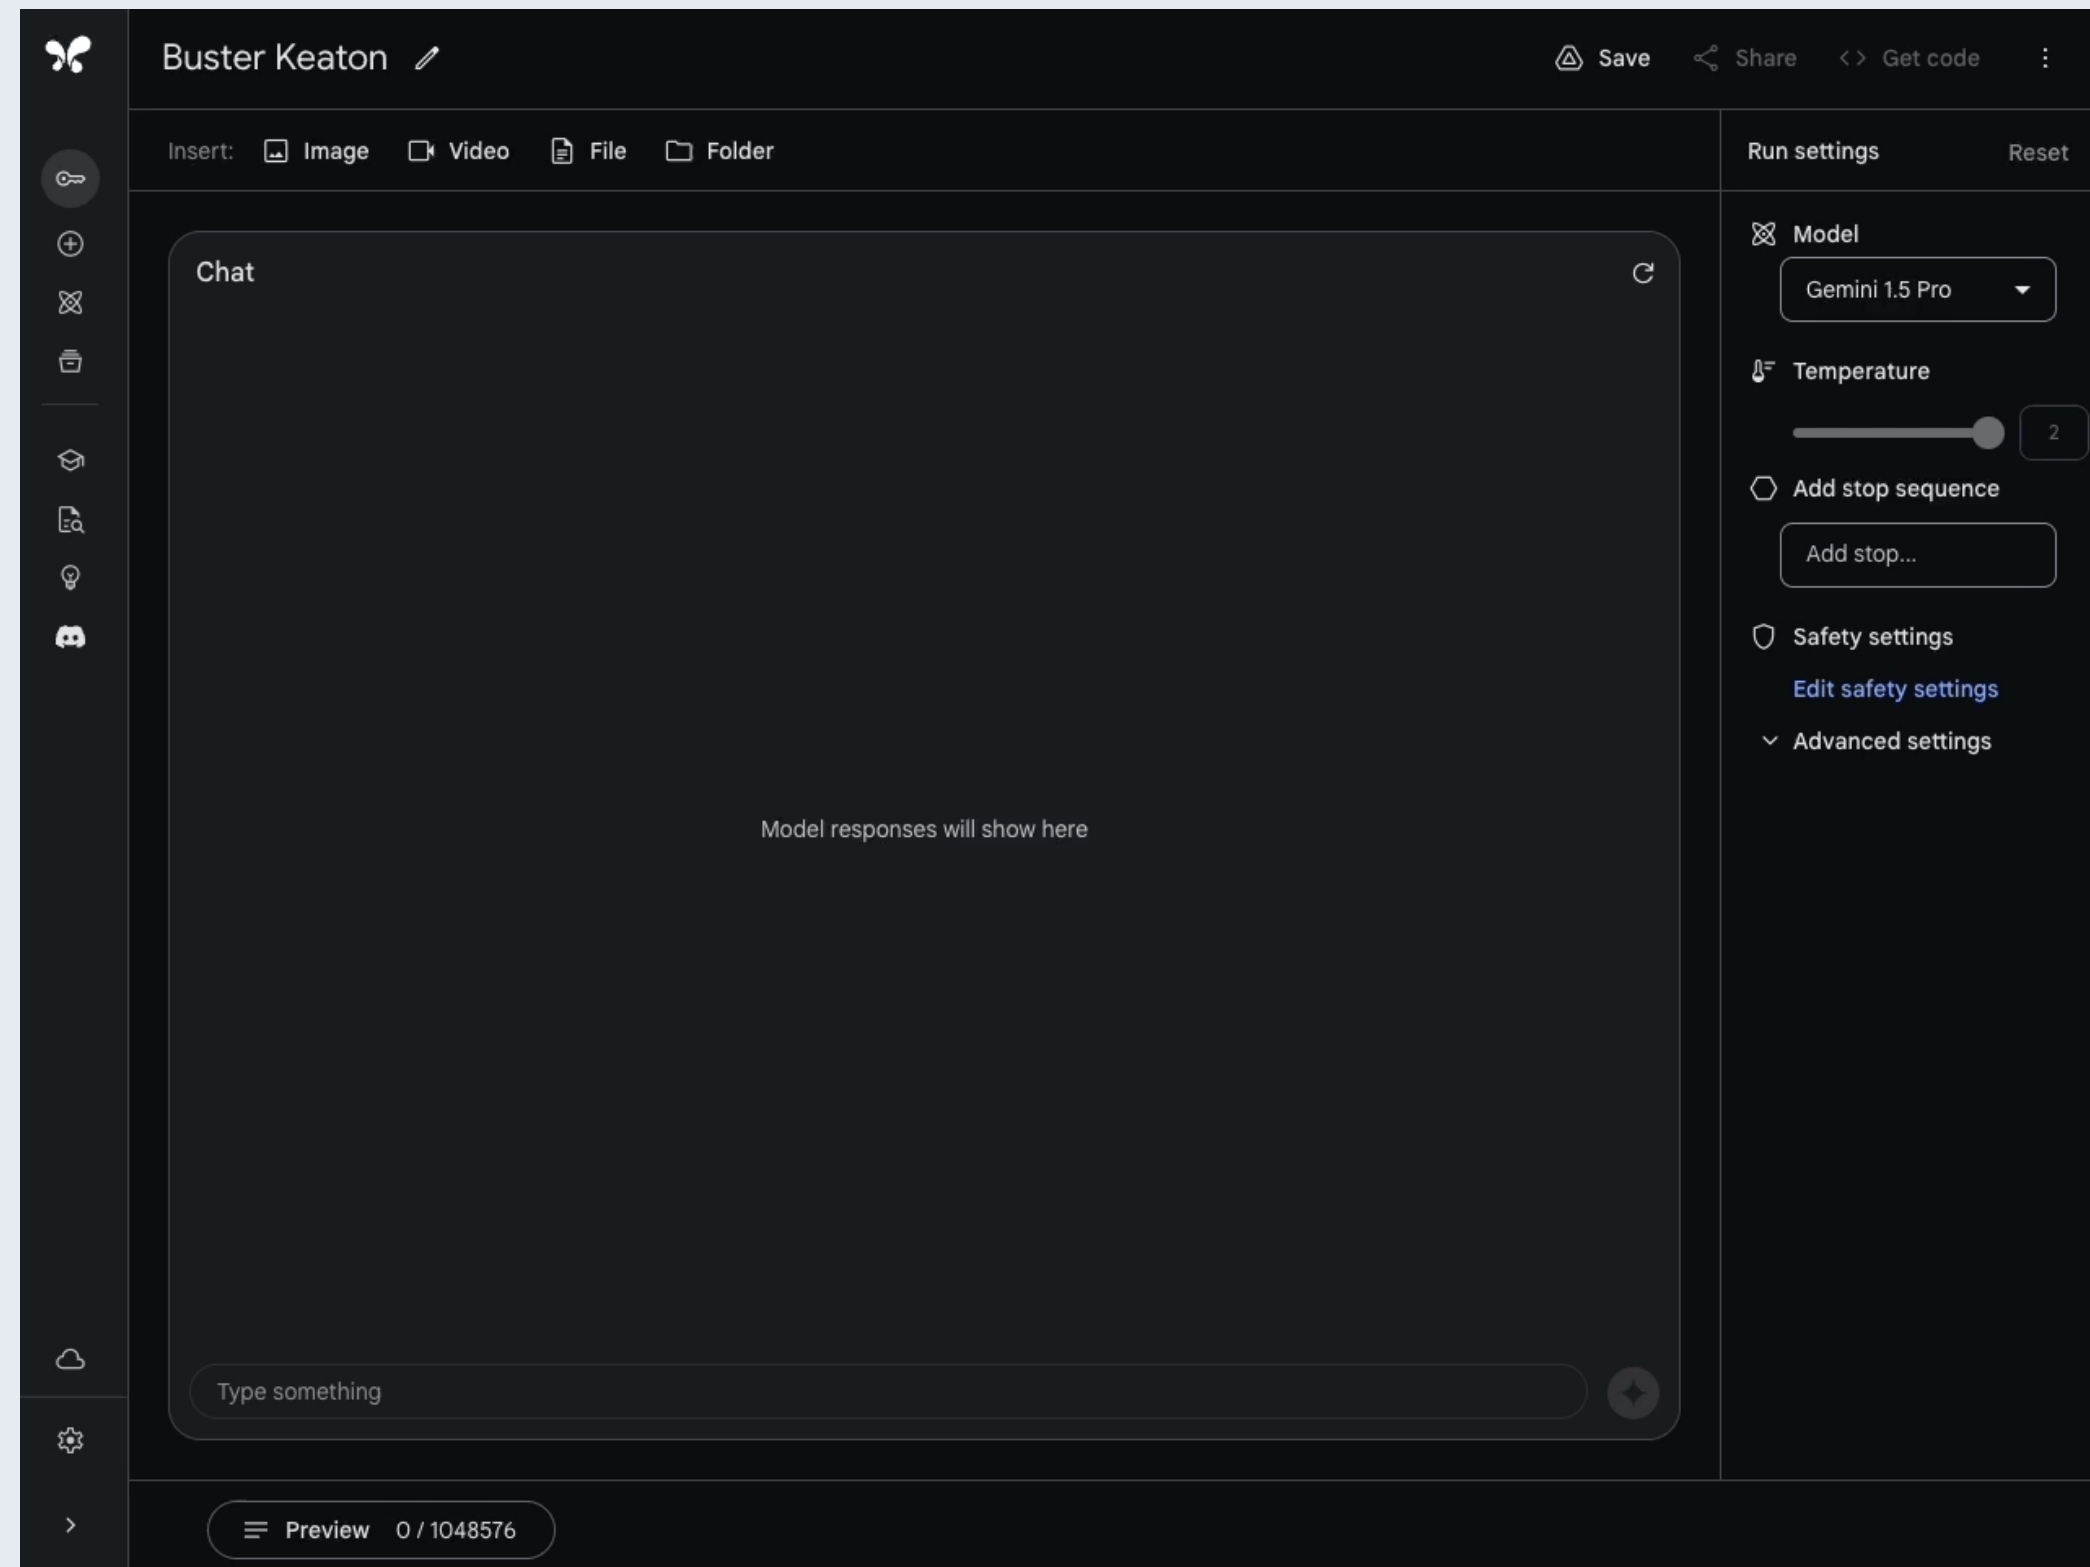 Buster Keaton
Save
Share
Get code
Insert:
Image
Video
File
Folder
Run settings
Reset
Chat
Model
Gemini 1.5 Pro
Temperature
2
Add stop sequence
Add stop...
Safety settings
Edit safety settings
Advanced settings
Model responses will show here
Type something
Preview 0 / 1048576